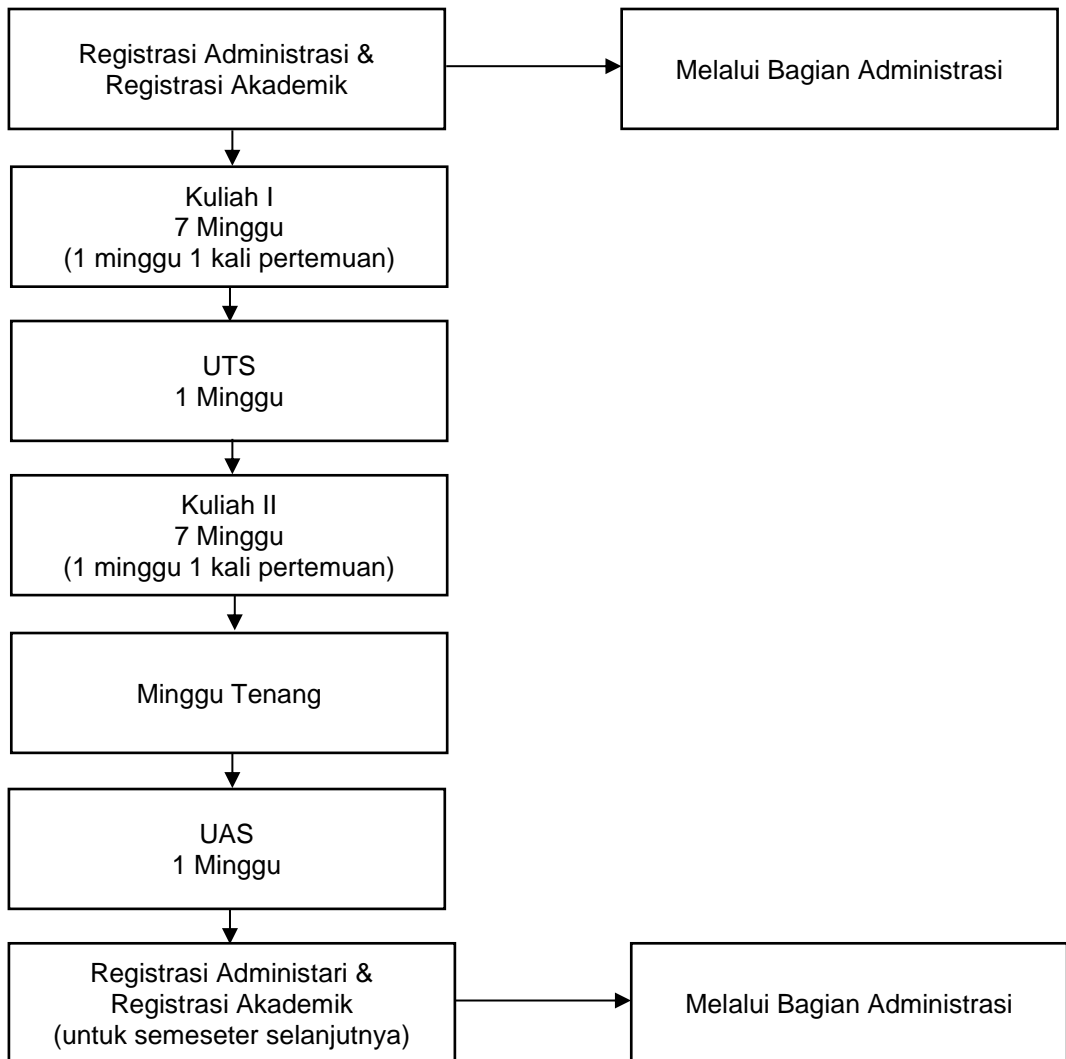 Registrasi Administrasi &
Registrasi Akademik
Melalui Bagian Administrasi
Kuliah I
7 Minggu
(1 minggu 1 kali pertemuan)
UTS
1 Minggu
Kuliah II
7 Minggu
(1 minggu 1 kali pertemuan)
Minggu Tenang
UAS
1 Minggu
Registrasi Administari &
Registrasi Akademik
(untuk semeseter selanjutnya)
Melalui Bagian Administrasi